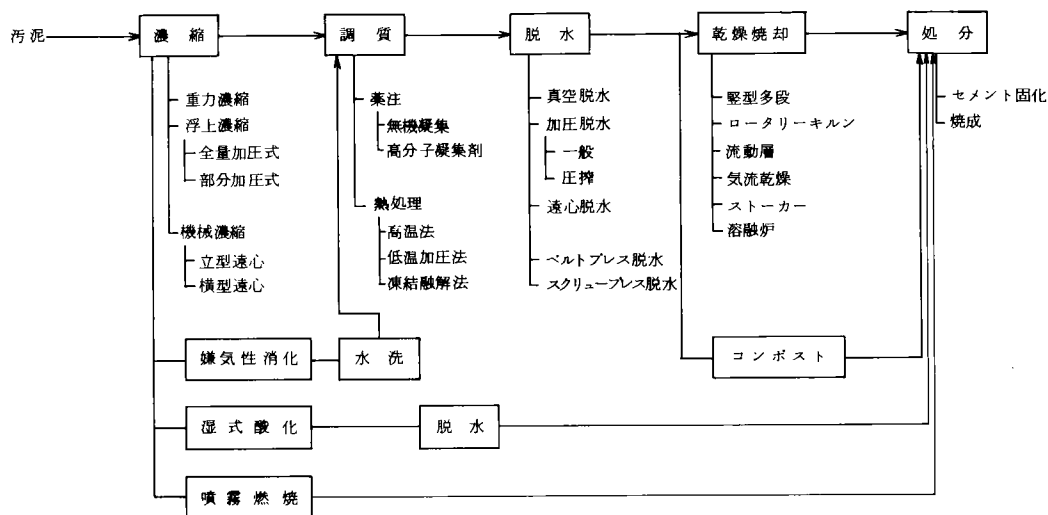 汚泥
濃縮
調質
脱水
乾燥焼却
処分
重力濃縮
浮上濃縮
全量加圧式
部分加圧式
機械濃縮
立型遠心
横型遠心
薬注
無機凝集
高分子凝集剤
熱処理
高温法
低温加圧法
凍結融解法
真空脱水
加圧脱水
一般
圧搾
遠心脱水
ベルトプレス脱水
スクリュープレス脱水
竪型多段
ロータリーキルン
流動層
気流乾燥
ストーカー
溶融炉
セメント固化
焼成
嫌気性消化
水洗
コンポスト
湿式酸化
脱水
噴霧燃焼